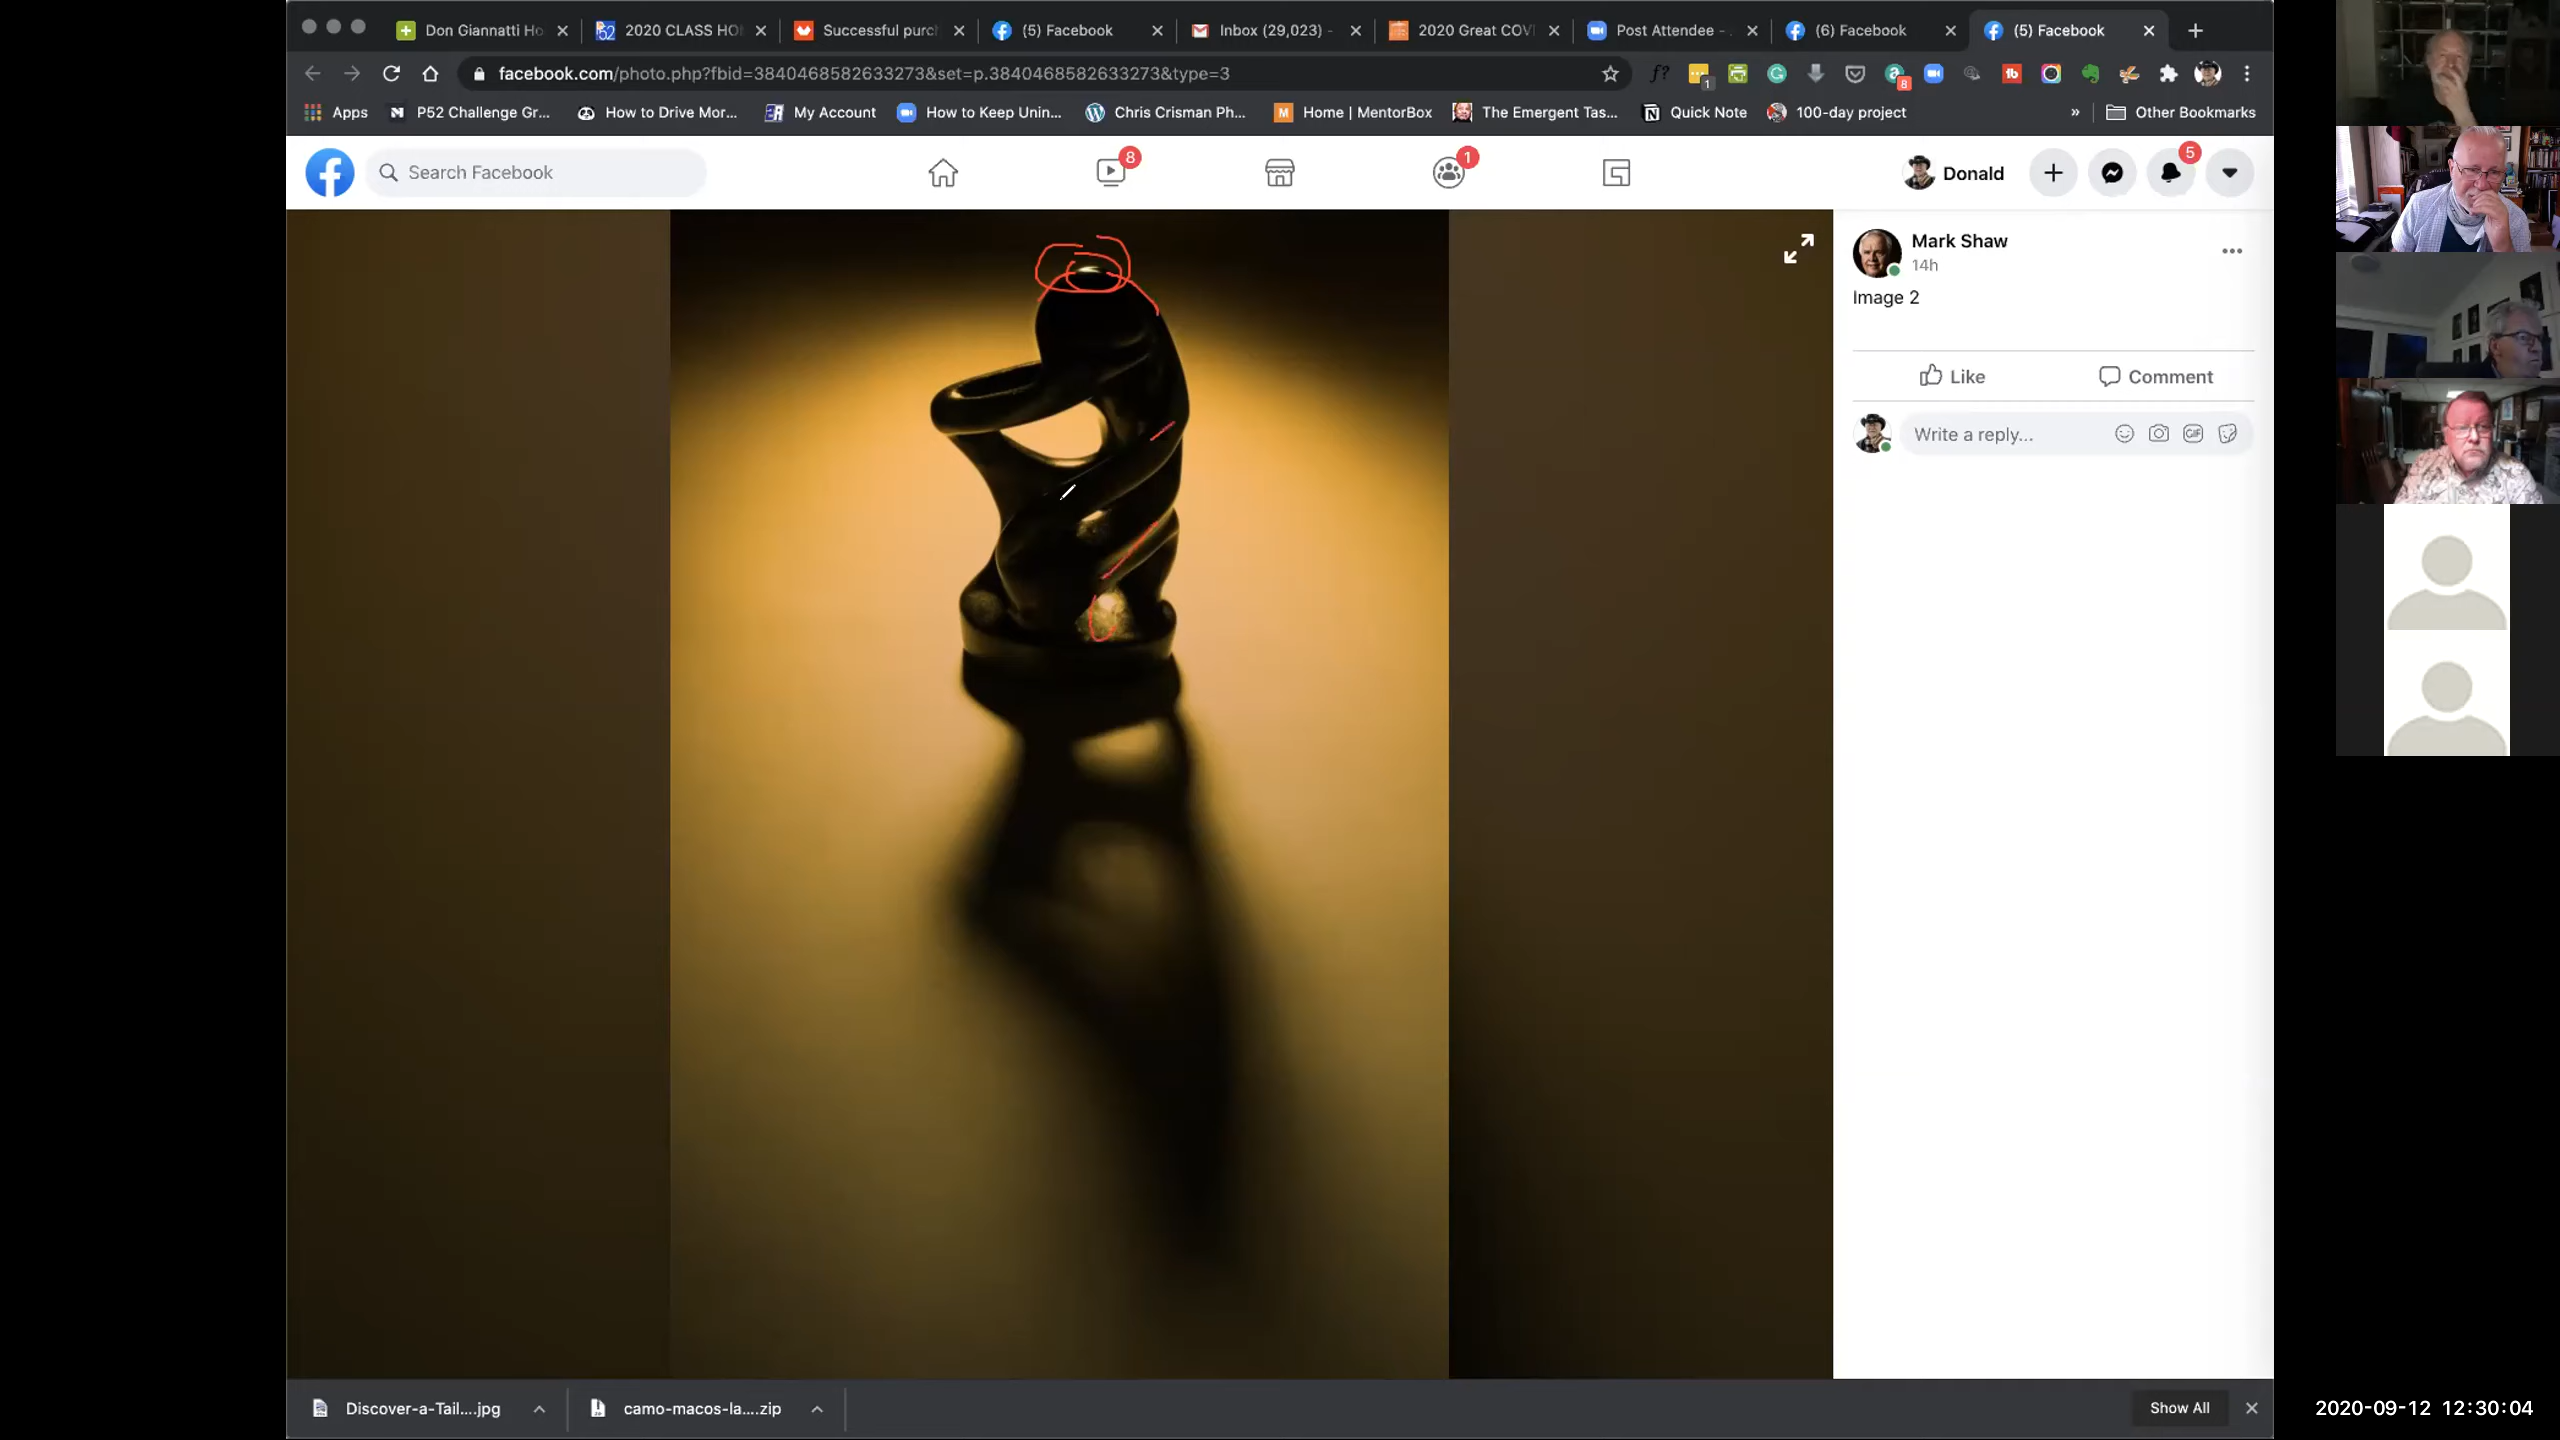 Don Giannatti Ho
2020 CLASS HO
Successful purc
(5) Facebook
Inbox (29,023) -
2020 Great COV
Post Attendee -
(6) Facebook
(5) Facebook
facebook.com/photo.php?fbid=3840468582633273&set=p.3840468582633273&type=3
Apps
P52 Challenge Gr...
How to Drive Mor...
My Account
How to Keep Unin...
Chris Crisman Ph...
Home | MentorBox
The Emergent Tas...
Quick Note
100-day project
» Other Bookmarks
Search Facebook
8
1
Donald
5
Mark Shaw
14h
Image 2
Like
Comment
Write a reply...
GIF
Discover-a-Tail....jpg
camo-macos-la....zip
Show All
2020-09-12 12:30:04